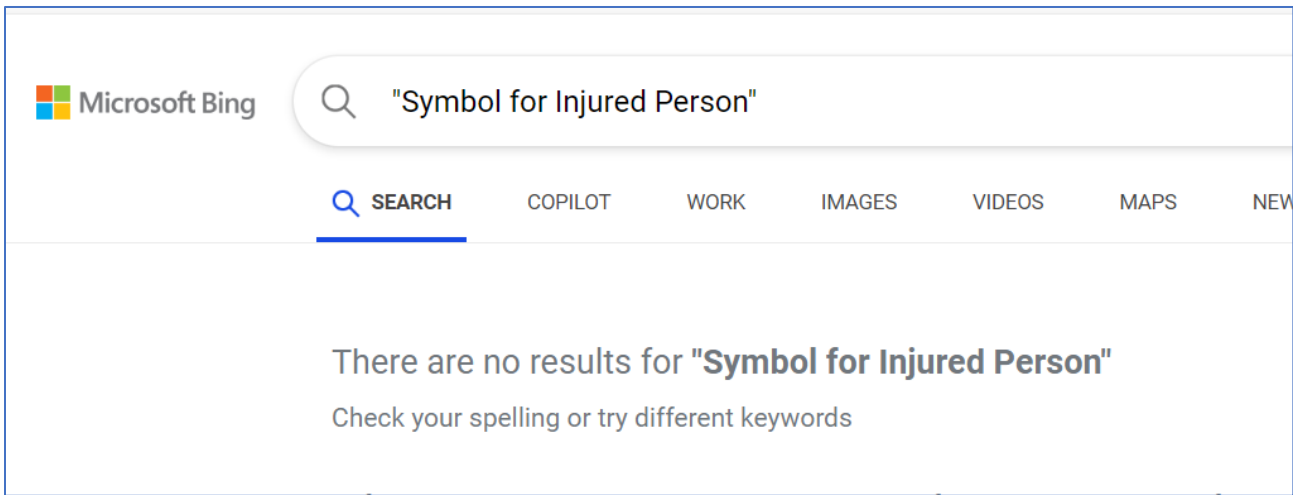 Microsoft Bing
"Symbol for Injured Person"
SEARCH COPILOT WORK IMAGES VIDEOS MAPS NEW
There are no results for "Symbol for Injured Person"
Check your spelling or try different keywords